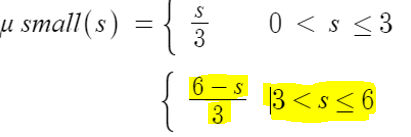 μ small(s) = { s/3 0 < s ≤ 3
{ 6 − s/3 |3 < s ≤ 6